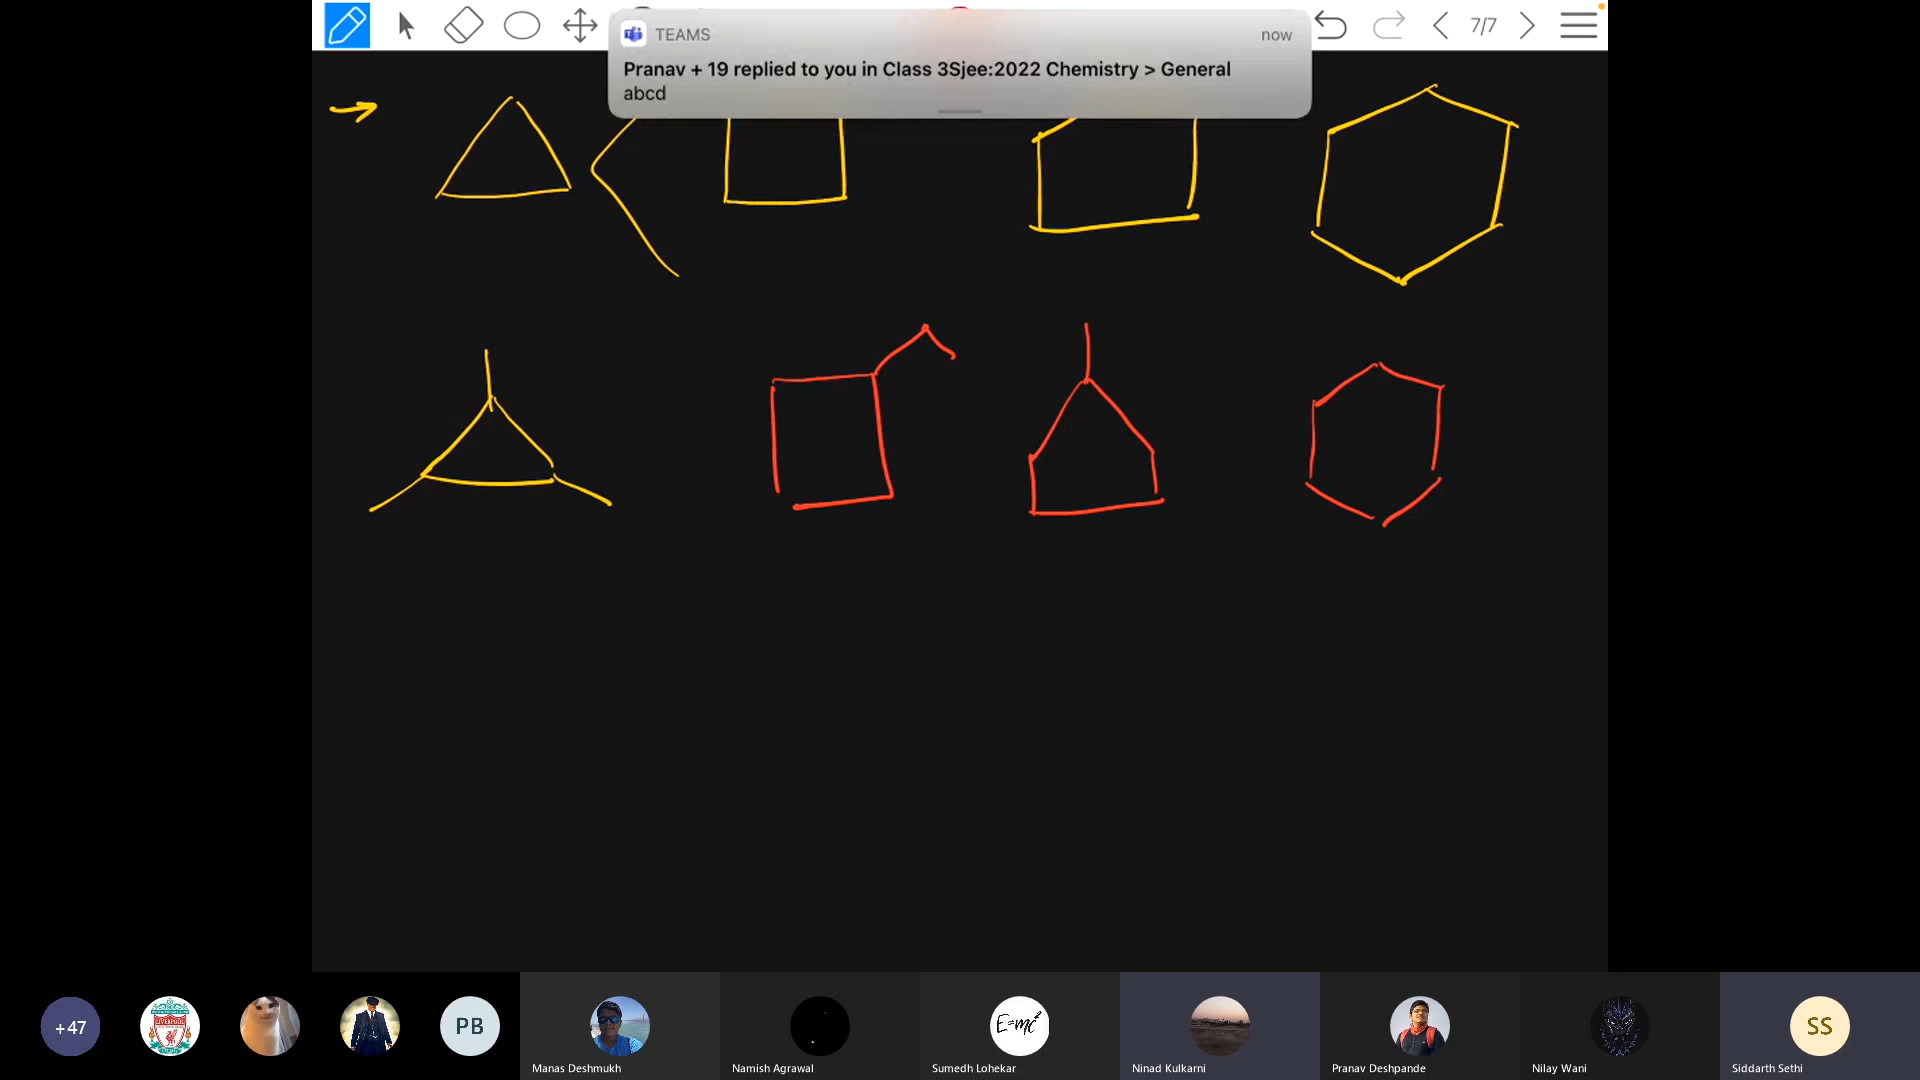 7/7
TEAMS
now
Pranav + 19 replied to you in Class 3Sjee:2022 Chemistry > General
abcd
+47
PB
E=mc²
SS
Manas Deshmukh
Namish Agrawal
Sumedh Lohekar
Ninad Kulkarni
Pranav Deshpande
Nilay Wani
Siddarth Sethi